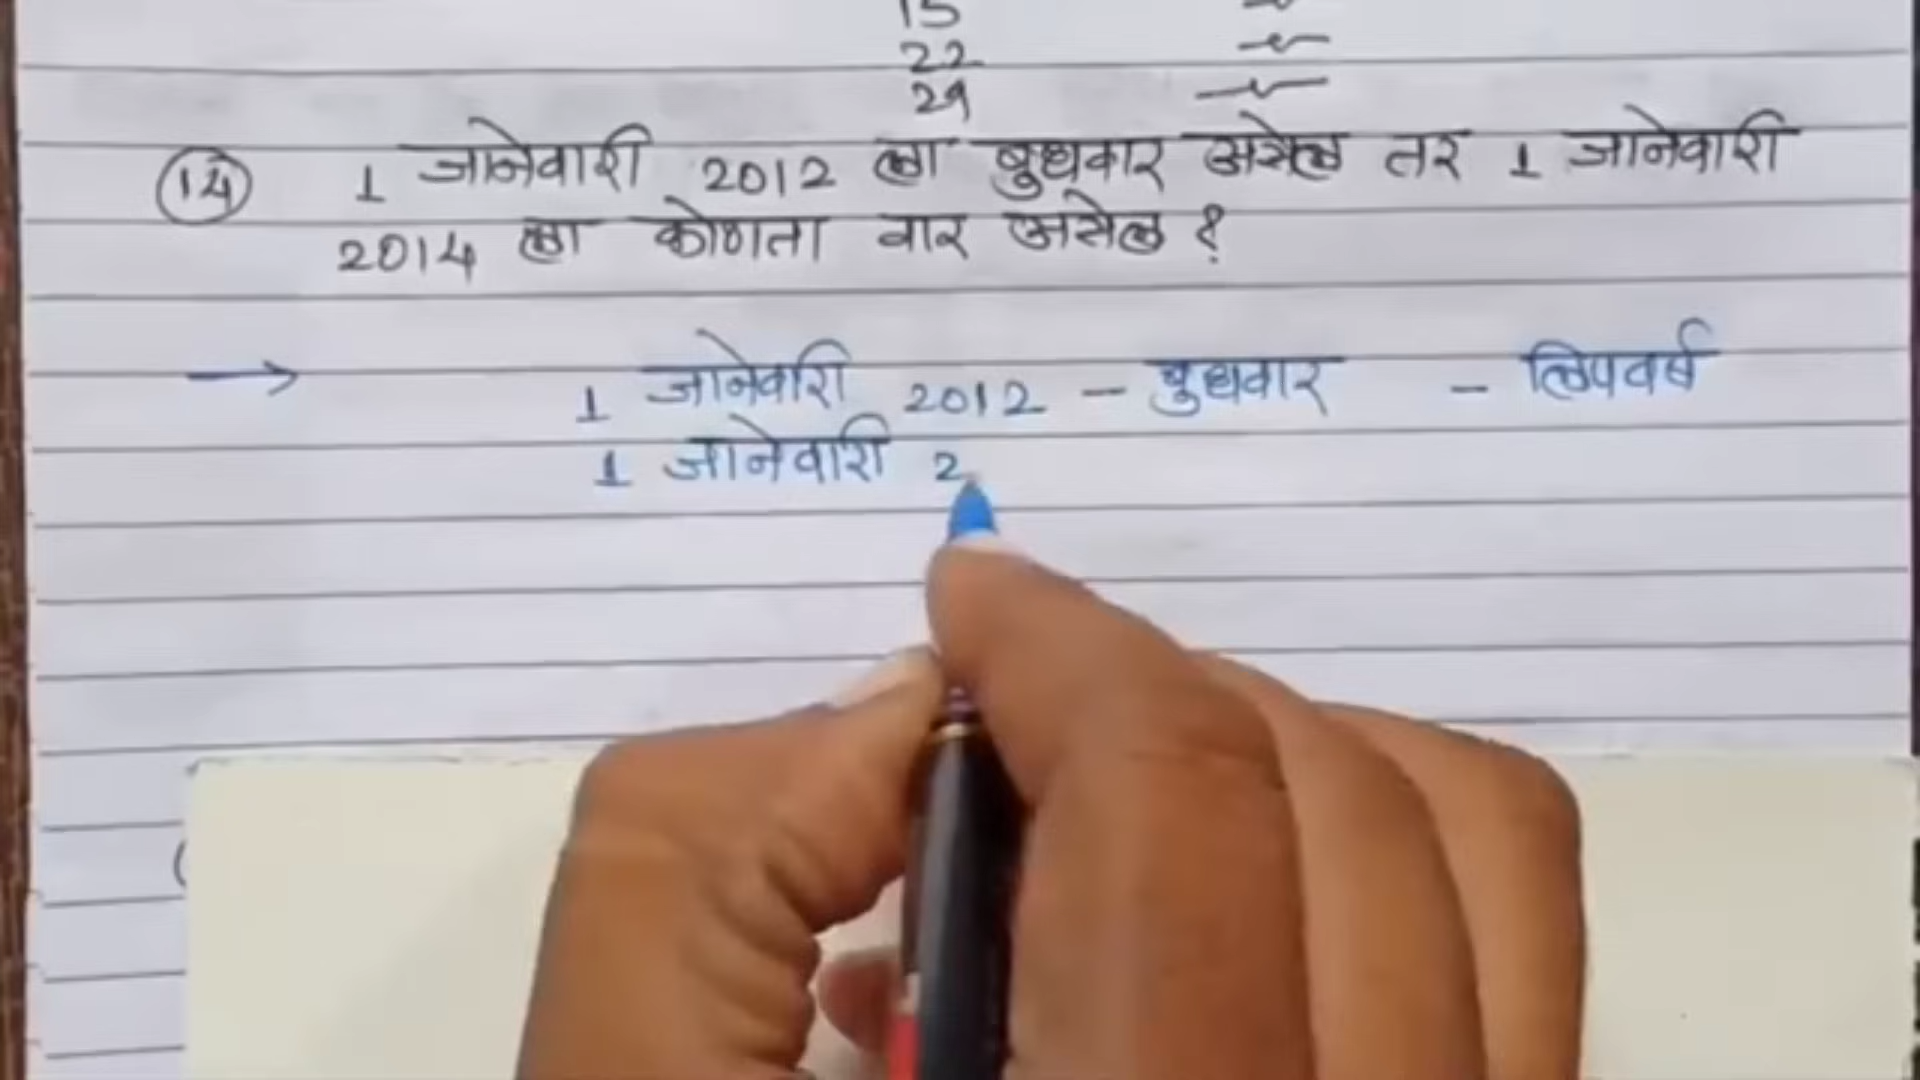 15
22
29
14 1 जानेवारी 2012 ला बुधवार असेल तर 1 जानेवारी
2014 ला कोणता वार असेल ?
→ 1 जानेवारी 2012 - बुधवार - लिपवर्ष
1 जानेवारी 2